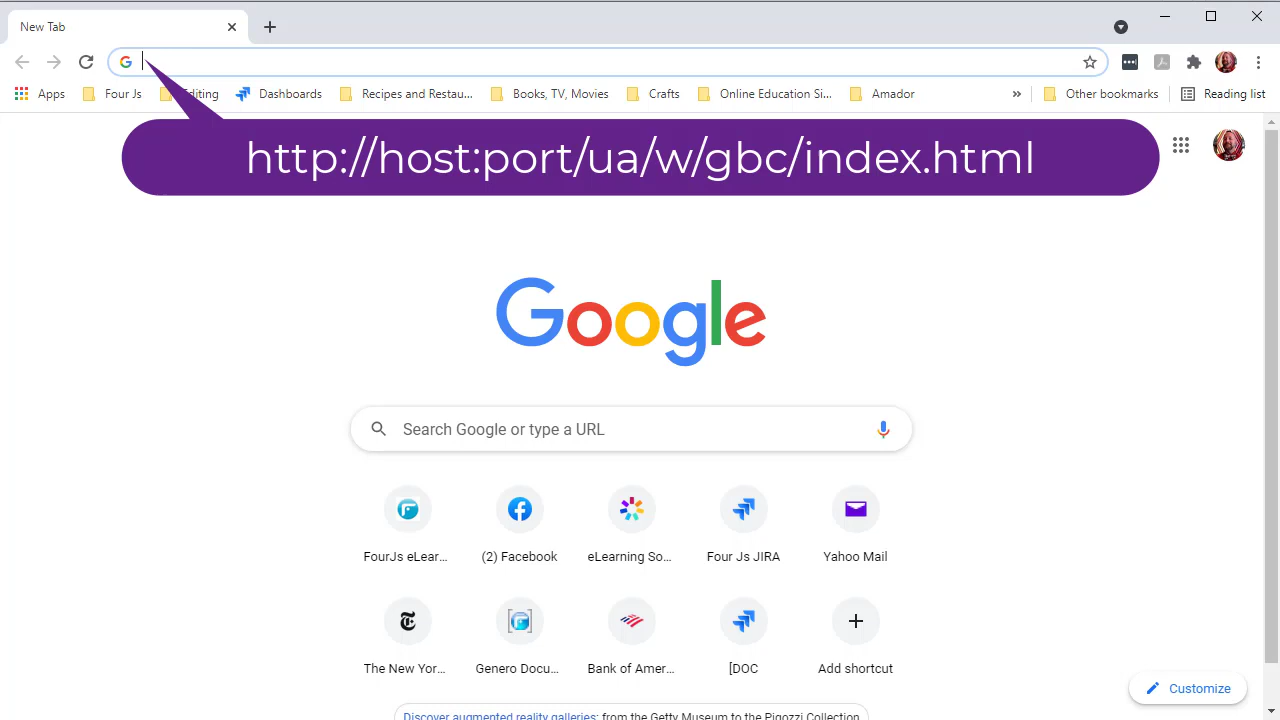 New Tab
Apps Four Js Editing Dashboards Recipes and Restau... Books, TV, Movies Crafts Online Education Si... Amador » Other bookmarks Reading list
http://host:port/ua/w/gbc/index.html
Google
Search Google or type a URL
FourJs eLear... (2) Facebook eLearning So... Four Js JIRA Yahoo Mail
The New Yor... Genero Docu... Bank of Amer... [DOC Add shortcut
Customize
Discover augmented reality galleries: from the Getty Museum to the Pigozzi Collection